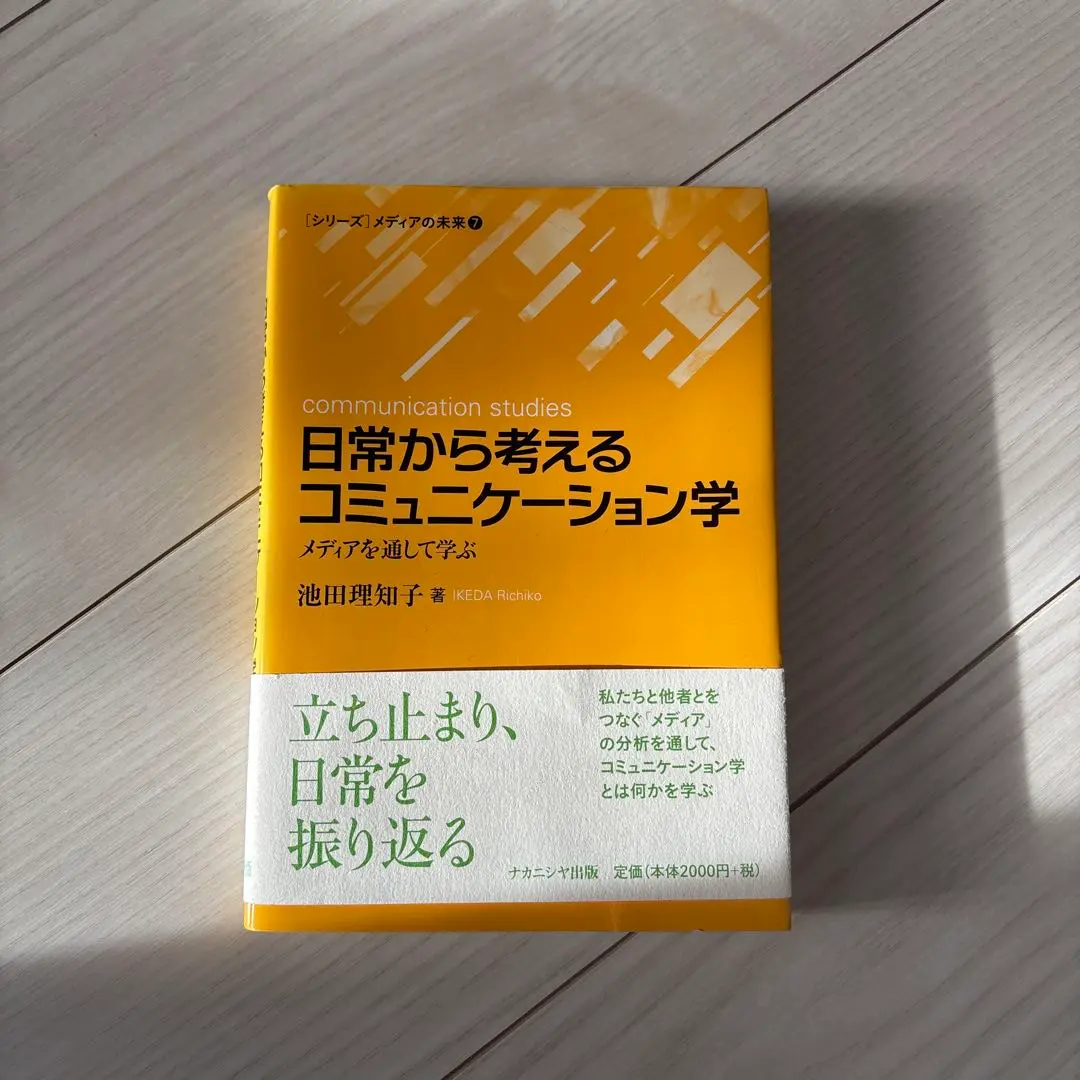 [シリーズ]メディアの未来❼
communication studies
日常から考える
コミュニケーション学
メディアを通して学ぶ
池田理知子 著 IKEDA Richiko
立ち止まり、
日常を
振り返る
私たちと他者とを
つなぐ「メディア」
の分析を通して、
コミュニケーション学
とは何かを学ぶ
ナカニシヤ出版 定価(本体2000円+税)